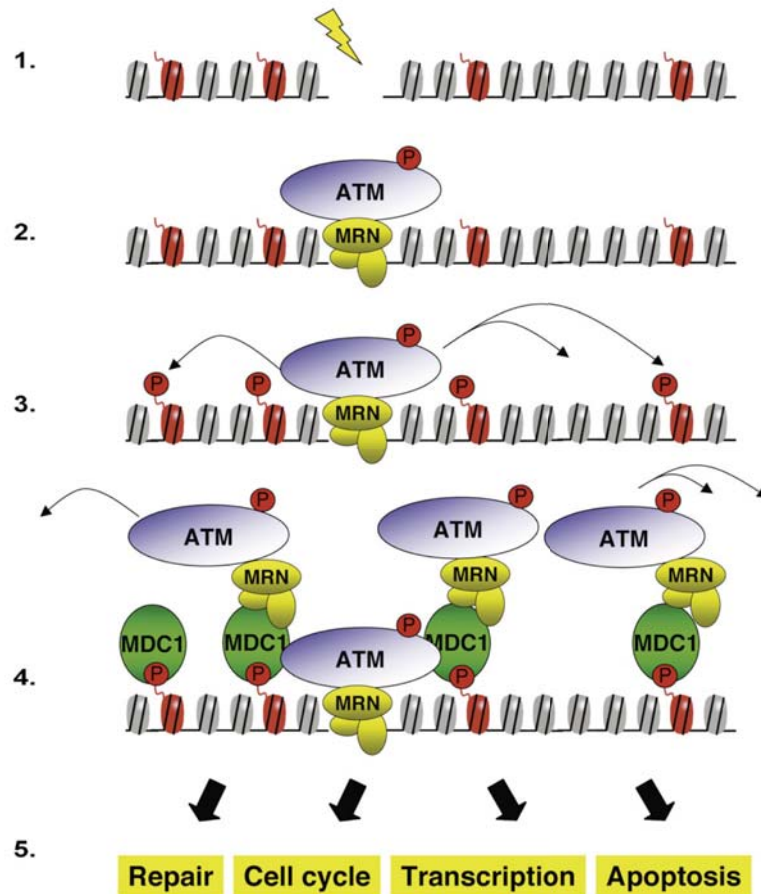 1.
P
ATM
2.
MRN
P
ATM
P
P
P
P
3.
MRN
P
P
P
ATM
ATM
ATM
MRN
MRN
MRN
MDC1
MDC1
P
MDC1
MDC1
ATM
P
P
P
P
4.
MRN
5.
Repair
Cell cycle
Transcription
Apoptosis